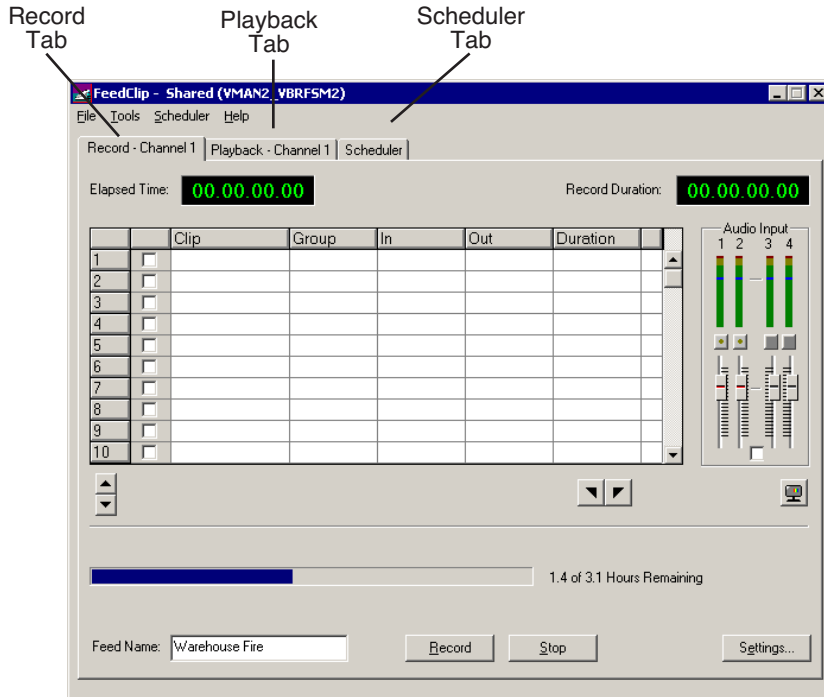 Record Tab
Playback Tab
Scheduler Tab
FeedClip - Shared (VMAN2_VBRFSM2)
File Tools Scheduler Help
Record - Channel 1 Playback - Channel 1 Scheduler
Elapsed Time: 00.00.00.00 Record Duration: 00.00.00.00
Audio Input
1 2 3 4
Clip Group In Out Duration
1
2
3
4
5
6
7
8
9
10
1.4 of 3.1 Hours Remaining
Feed Name: Warehouse Fire Record Stop Settings...